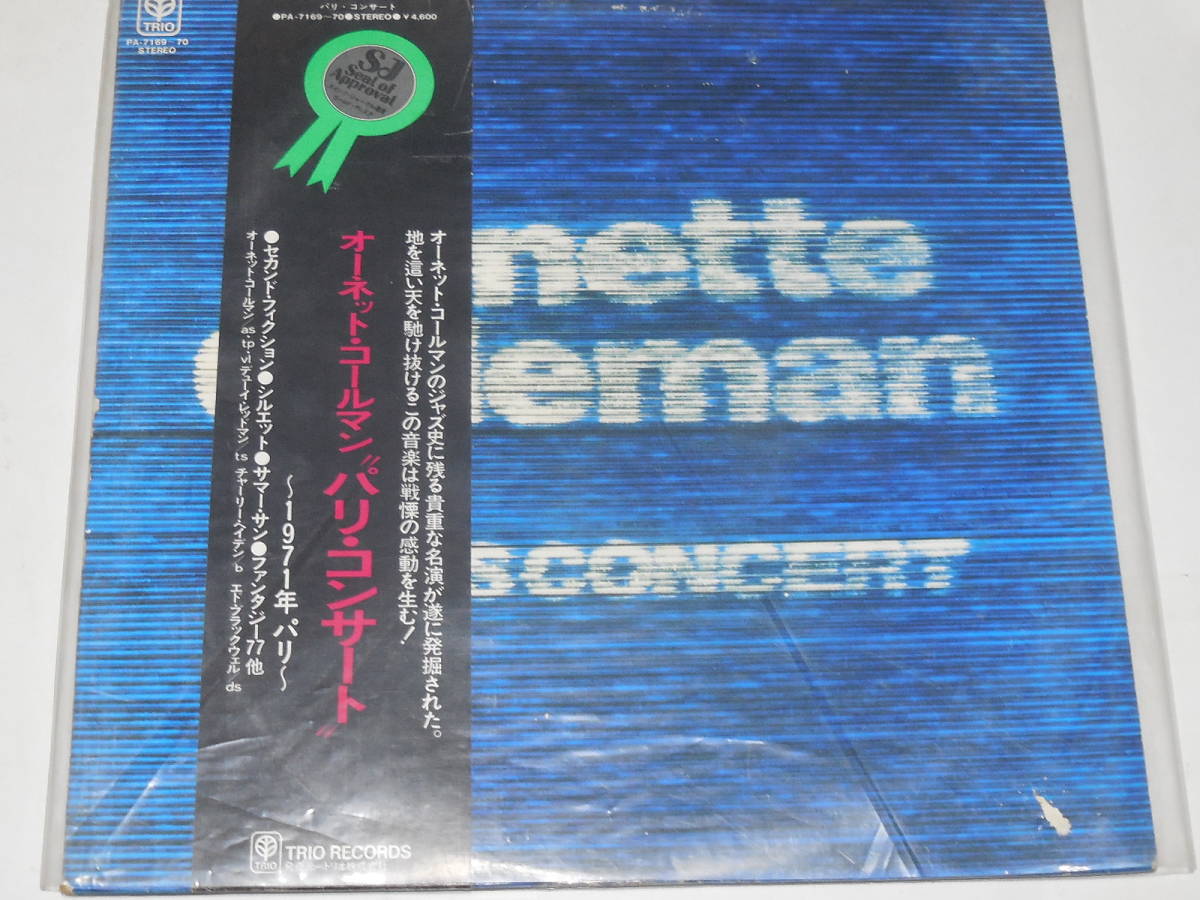 TRIO
PA-7169~70
STEREO
パリ・コンサート
●PA-7169~70●STEREO●￥4,600
SJ
Seal of
Approval
オーネット・コールマンのジャズ史に残る貴重な名演が遂に発掘された。
地を這い天を馳け抜けるこの音楽は戦慄の感動を生む！
オーネット・コールマン〝パリ・コンサート〟
〜1971年 パリ〜
●セカンド・フィクション●シルエット●サマー・サン●ファンタジー77他
オーネット・コールマン/as tp vi デューイ・レッドマン/ts チャーリー・ヘイデン/b エド・ブラックウェル/ds
nette
eman
S CONCERT
TRIO
TRIO RECORDS